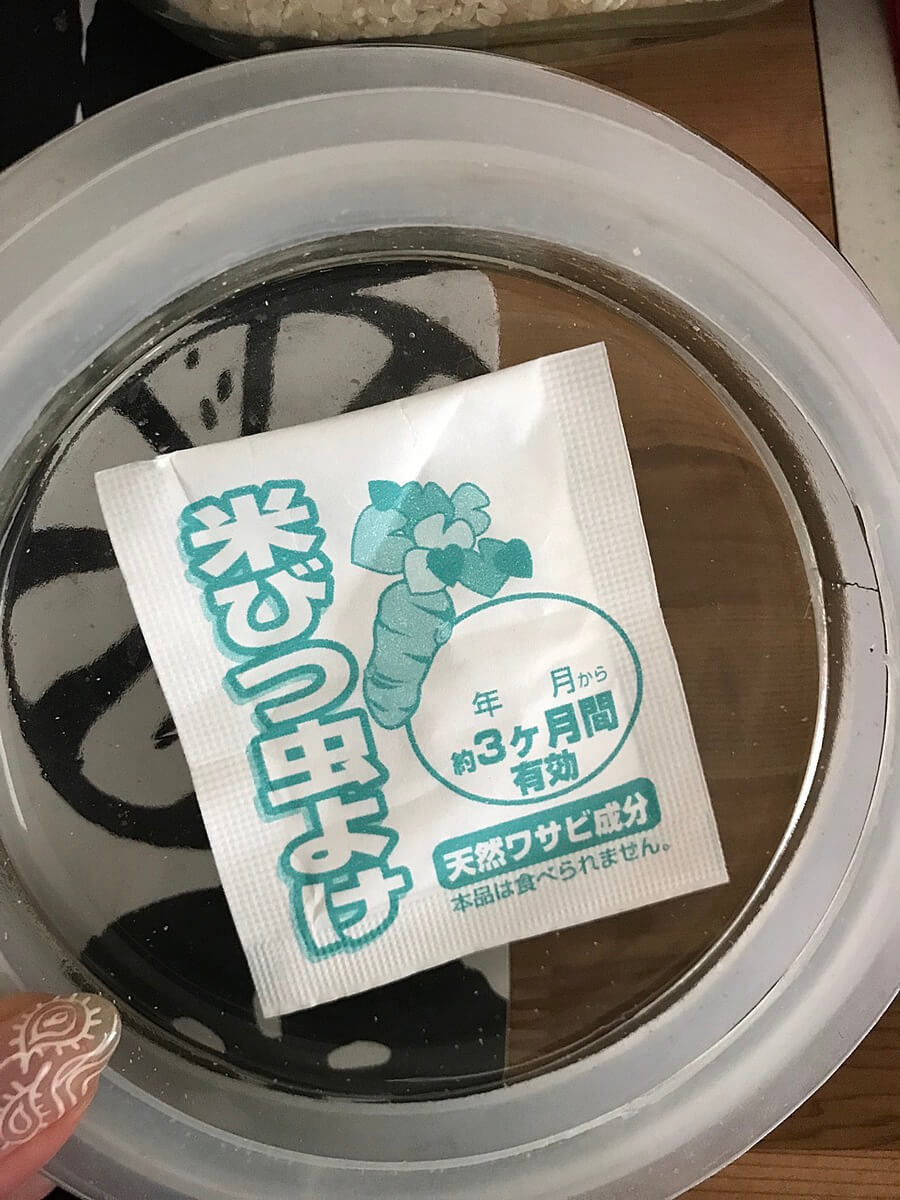 米びつ虫よけ
年 月から
約3ヶ月間
有効
天然ワサビ成分
本品は食べられません。